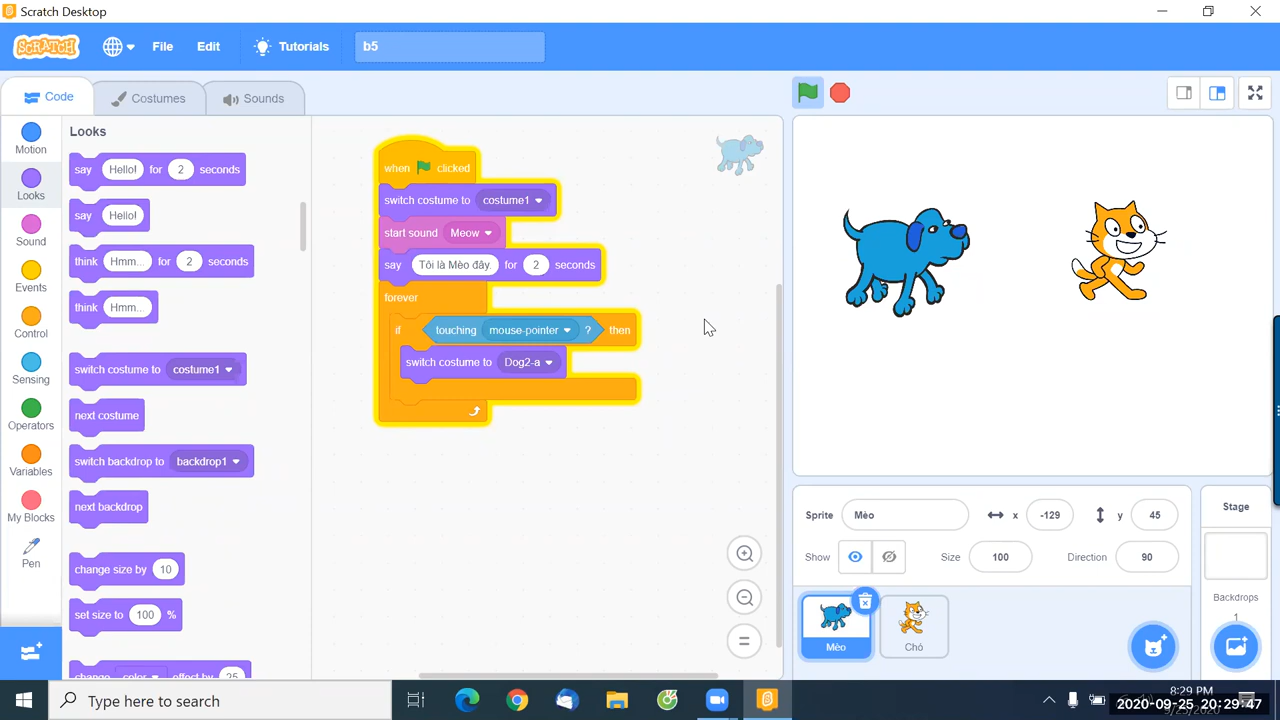 Scratch Desktop
SCRATCH
File
Edit
Tutorials
b5
Code
Costumes
Sounds
Motion
Looks
Sound
Events
Control
Sensing
Operators
Variables
My Blocks
Pen
Looks
say Hello! for 2 seconds
say Hello!
think Hmm... for 2 seconds
think Hmm...
switch costume to costume1
next costume
switch backdrop to backdrop1
next backdrop
change size by 10
set size to 100 %
change color effect by 25
when clicked
switch costume to costume1
start sound Meow
say Tôi là Mèo đây. for 2 seconds
forever
if touching mouse-pointer ? then
switch costume to Dog2-a
Sprite Mèo x -129 y 45
Show Size 100 Direction 90
Mèo
Chó
Stage
Backdrops
1
Type here to search
8:29 PM
2020-09-25 20:29:47